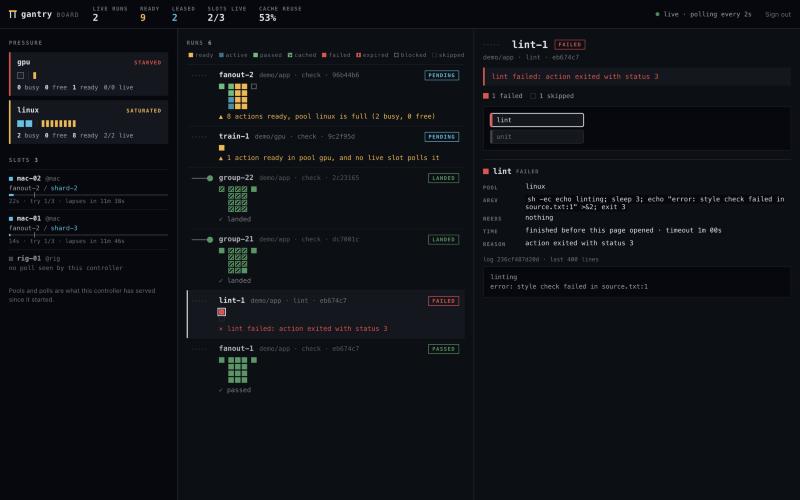 gantry BOARD
LIVE RUNS READY LEASED SLOTS LIVE CACHE REUSE
2 9 2 2/3 53%
live · polling every 2s Sign out
PRESSURE
gpu STARVED
0 busy 0 free 1 ready 0/0 live
linux SATURATED
2 busy 0 free 8 ready 2/2 live
SLOTS 3
mac-02 @mac
fanout-2 / shard-2
22s · try 1/3 · lapses in 11m 38s
mac-01 @mac
fanout-2 / shard-3
14s · try 1/3 · lapses in 11m 46s
rig-01 @rig
no poll seen by this controller
Pools and polls are what this controller has served
since it started.
RUNS 6
ready active passed cached failed expired blocked skipped
fanout-2 demo/app · check · 96b44b6 PENDING
▲ 8 actions ready, pool linux is full (2 busy, 0 free)
train-1 demo/gpu · check · 9c2f95d PENDING
▲ 1 action ready in pool gpu, and no live slot polls it
group-22 demo/app · check · 2c23165 LANDED
✓ landed
group-21 demo/app · check · dc7001c LANDED
✓ landed
lint-1 demo/app · lint · eb674c7 FAILED
✕ lint failed: action exited with status 3
fanout-1 demo/app · check · eb674c7 PASSED
✓ passed
lint-1 FAILED
demo/app · lint · eb674c7
lint failed: action exited with status 3
1 failed 1 skipped
lint
unit
lint FAILED
POOL linux
ARGV sh -ec echo linting; sleep 3; echo "error: style check failed in
source.txt:1" >&2; exit 3
NEEDS nothing
TIME finished before this page opened · timeout 1m 00s
REASON action exited with status 3
log 236cf487d20d · last 400 lines
linting
error: style check failed in source.txt:1